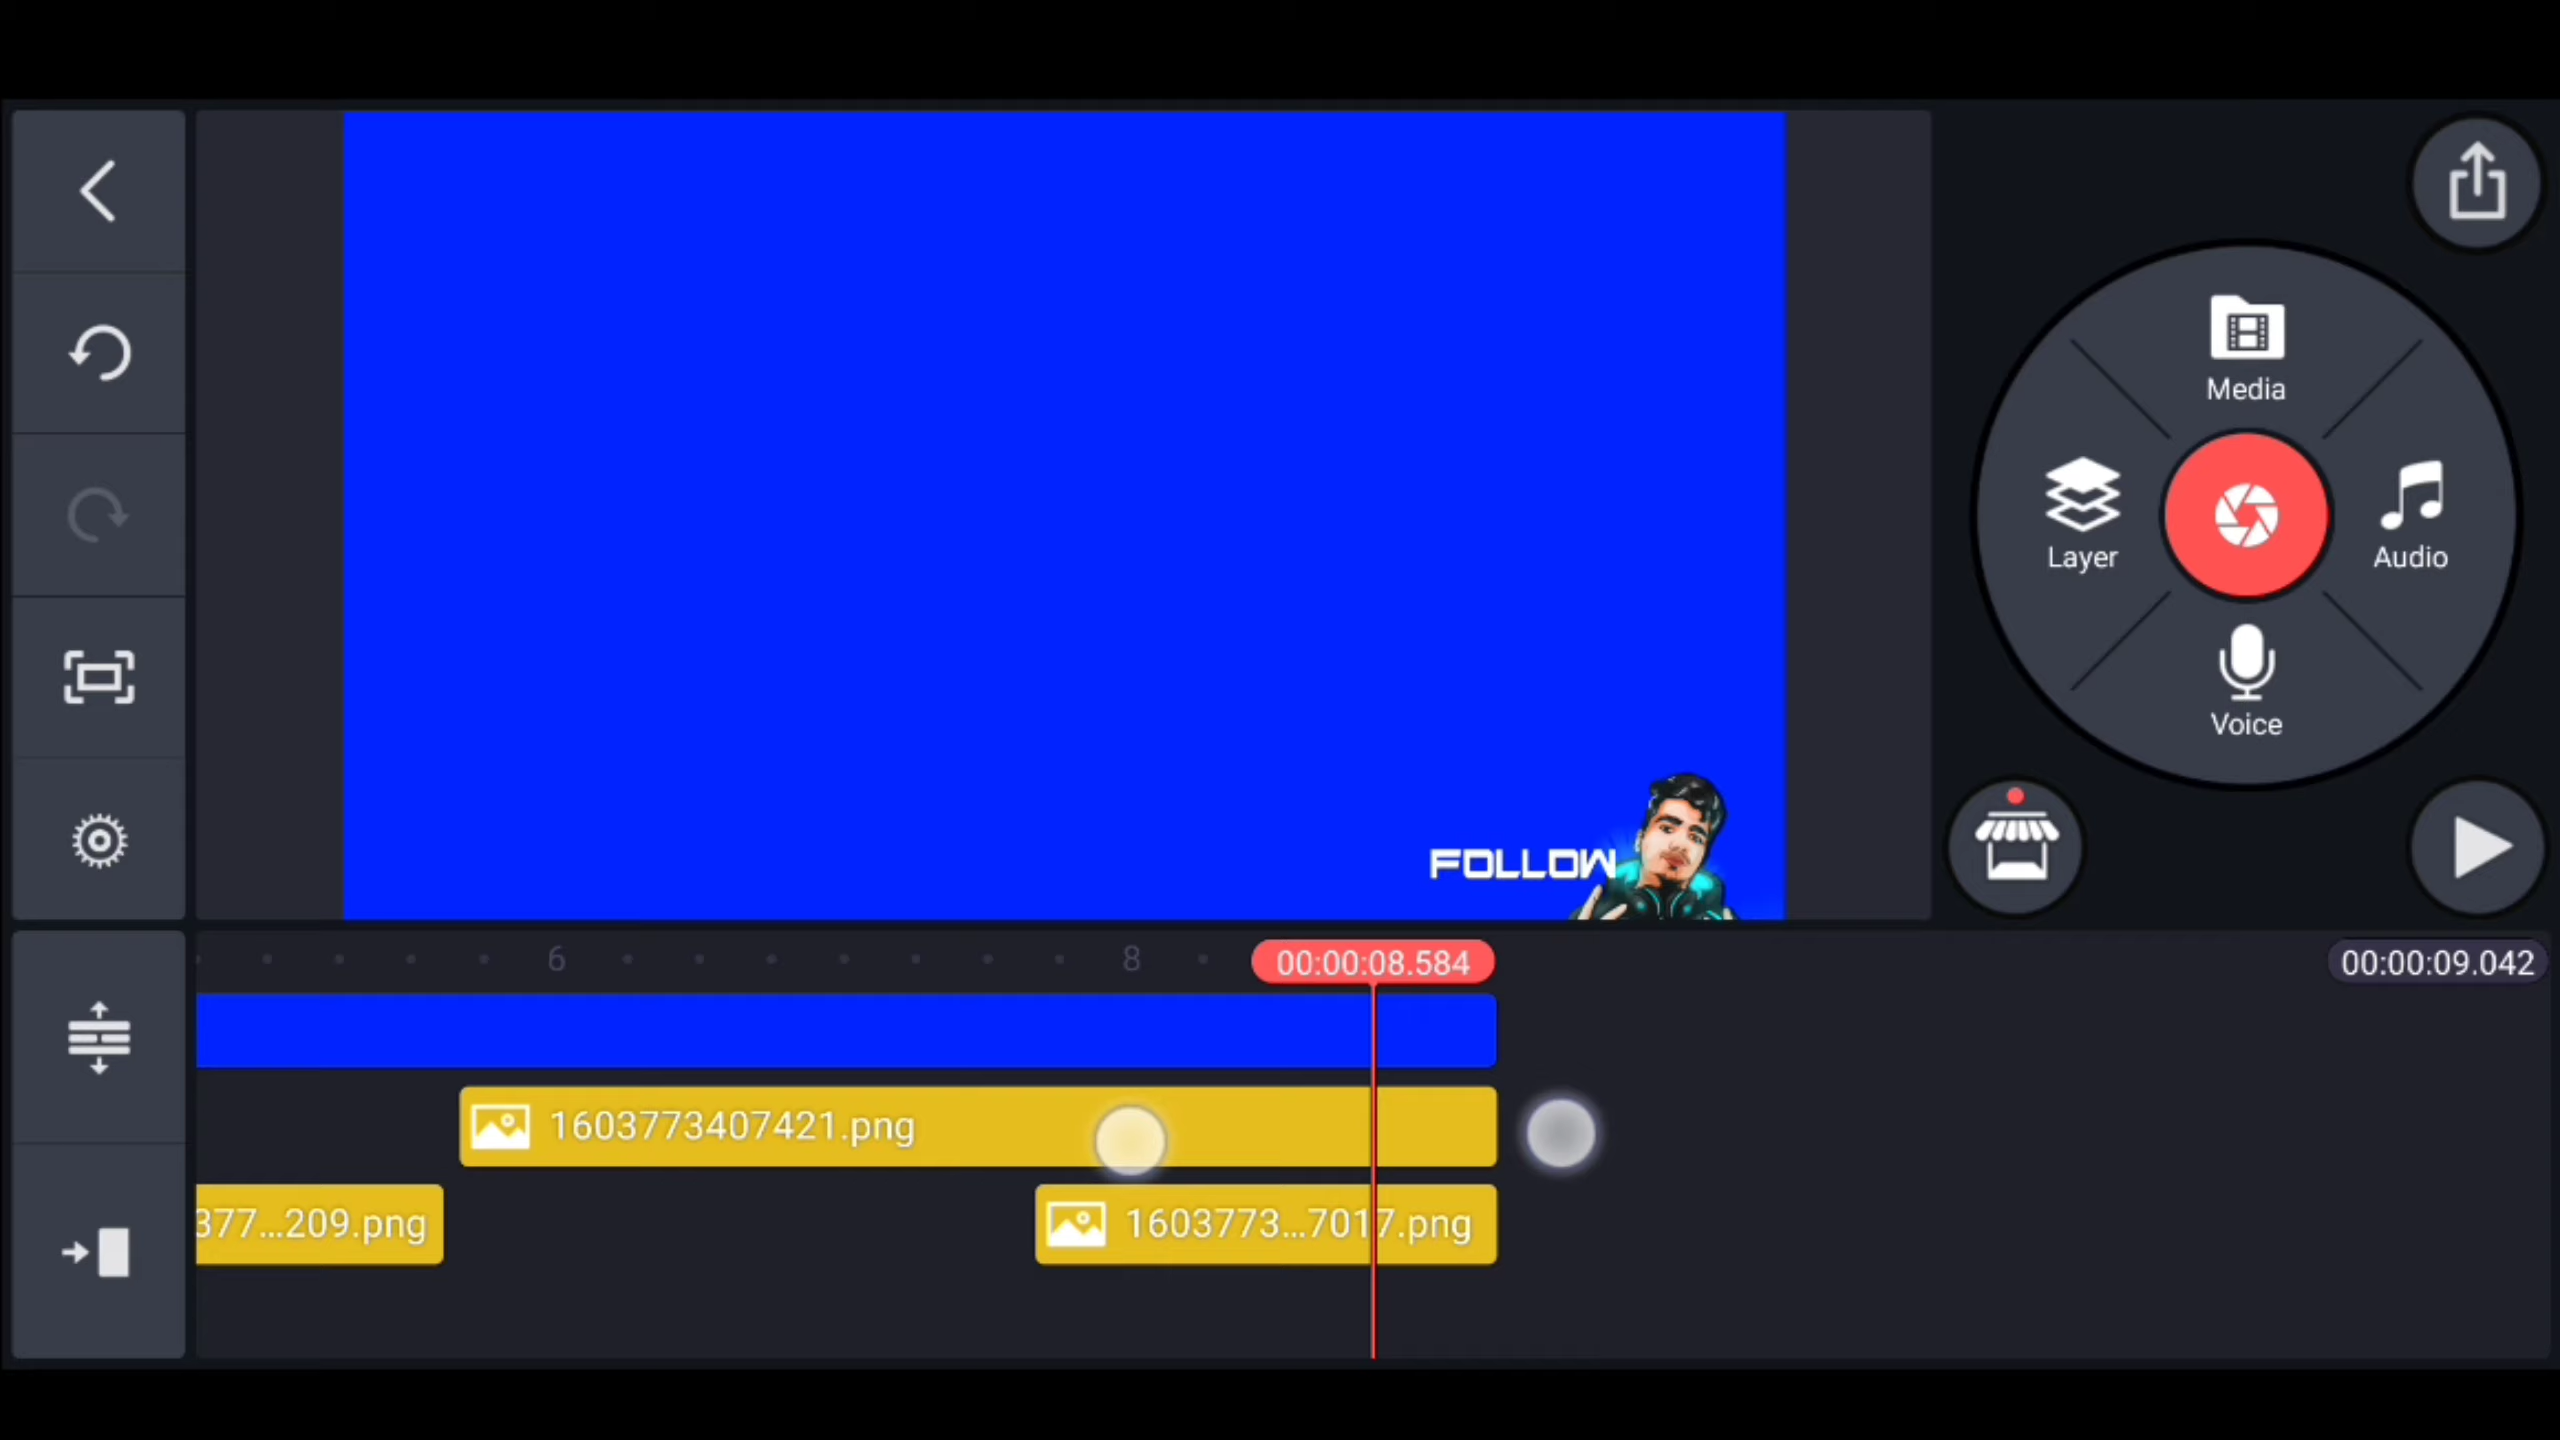 Media
Layer
Audio
Voice
FOLLOW
6
8
00:00:08.584
00:00:09.042
1603773407421.png
377...209.png
1603773...7017.png